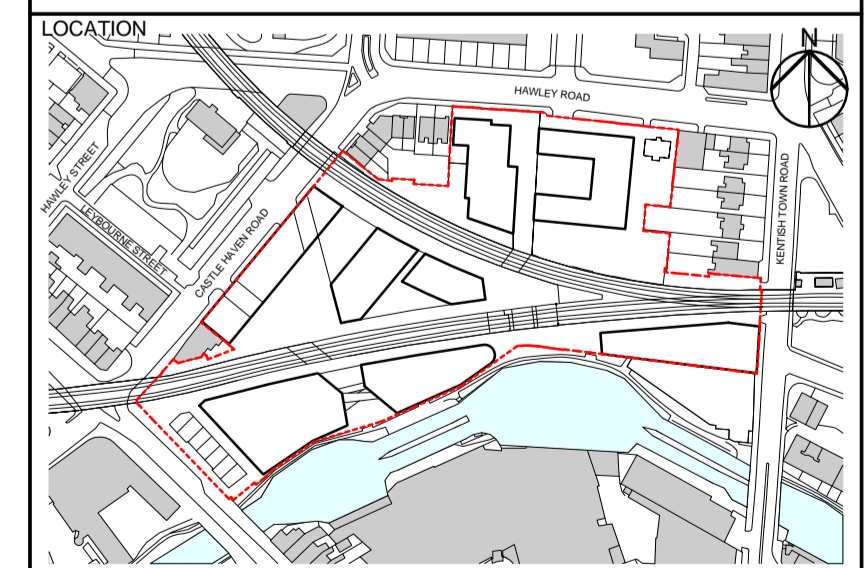 LOCATION
N
HAWLEY ROAD
HAWLEY STREET
LEYBOURNE STREET
CASTLE HAVEN ROAD
KENTISH TOWN ROAD